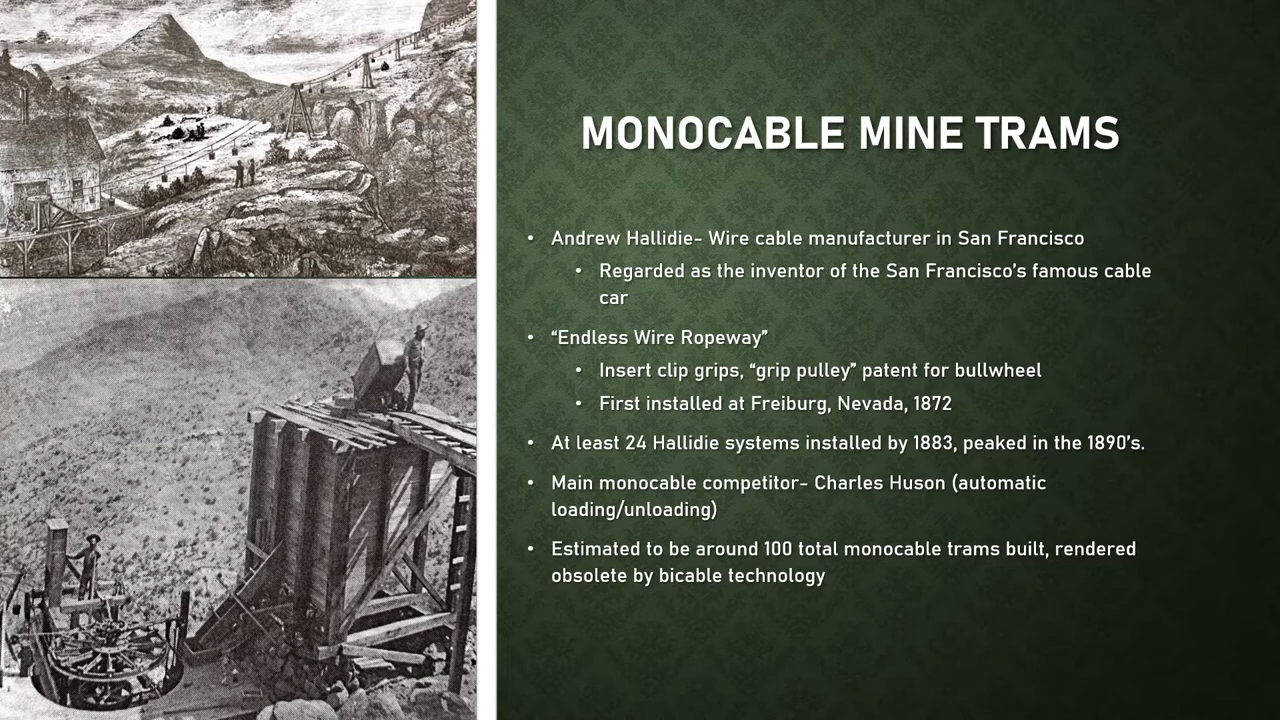 MONOCABLE MINE TRAMS
• Andrew Hallidie- Wire cable manufacturer in San Francisco
• Regarded as the inventor of the San Francisco’s famous cable
car
• “Endless Wire Ropeway”
• Insert clip grips, “grip pulley” patent for bullwheel
• First installed at Freiburg, Nevada, 1872
• At least 24 Hallidie systems installed by 1883, peaked in the 1890’s.
• Main monocable competitor- Charles Huson (automatic
loading/unloading)
• Estimated to be around 100 total monocable trams built, rendered
obsolete by bicable technology